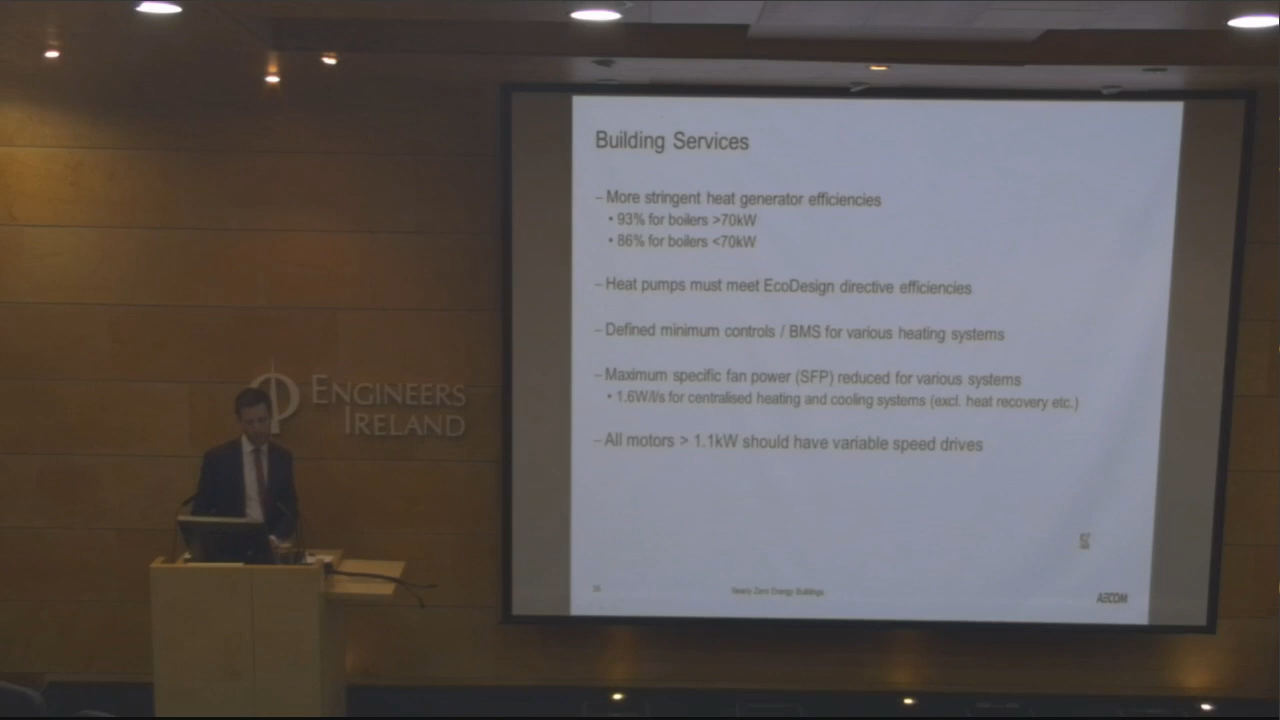 Building Services
– More stringent heat generator efficiencies
• 93% for boilers >70kW
• 86% for boilers <70kW
– Heat pumps must meet EcoDesign directive efficiencies
– Defined minimum controls / BMS for various heating systems
– Maximum specific fan power (SFP) reduced for various systems
• 1.6W/l/s for centralised heating and cooling systems (excl. heat recovery etc.)
– All motors > 1.1kW should have variable speed drives
Nearly Zero Energy Buildings
AECOM
ENGINEERS
IRELAND